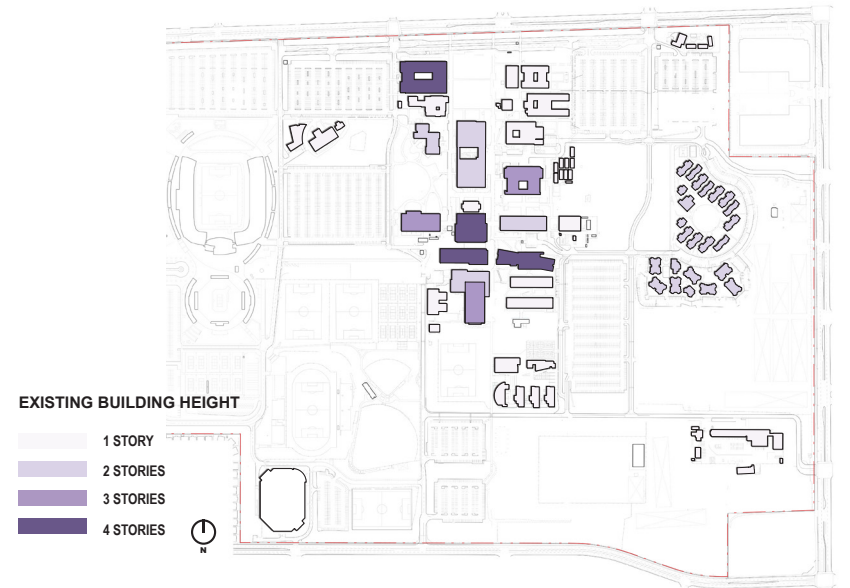 EXISTING BUILDING HEIGHT
1 STORY
2 STORIES
3 STORIES
4 STORIES
N